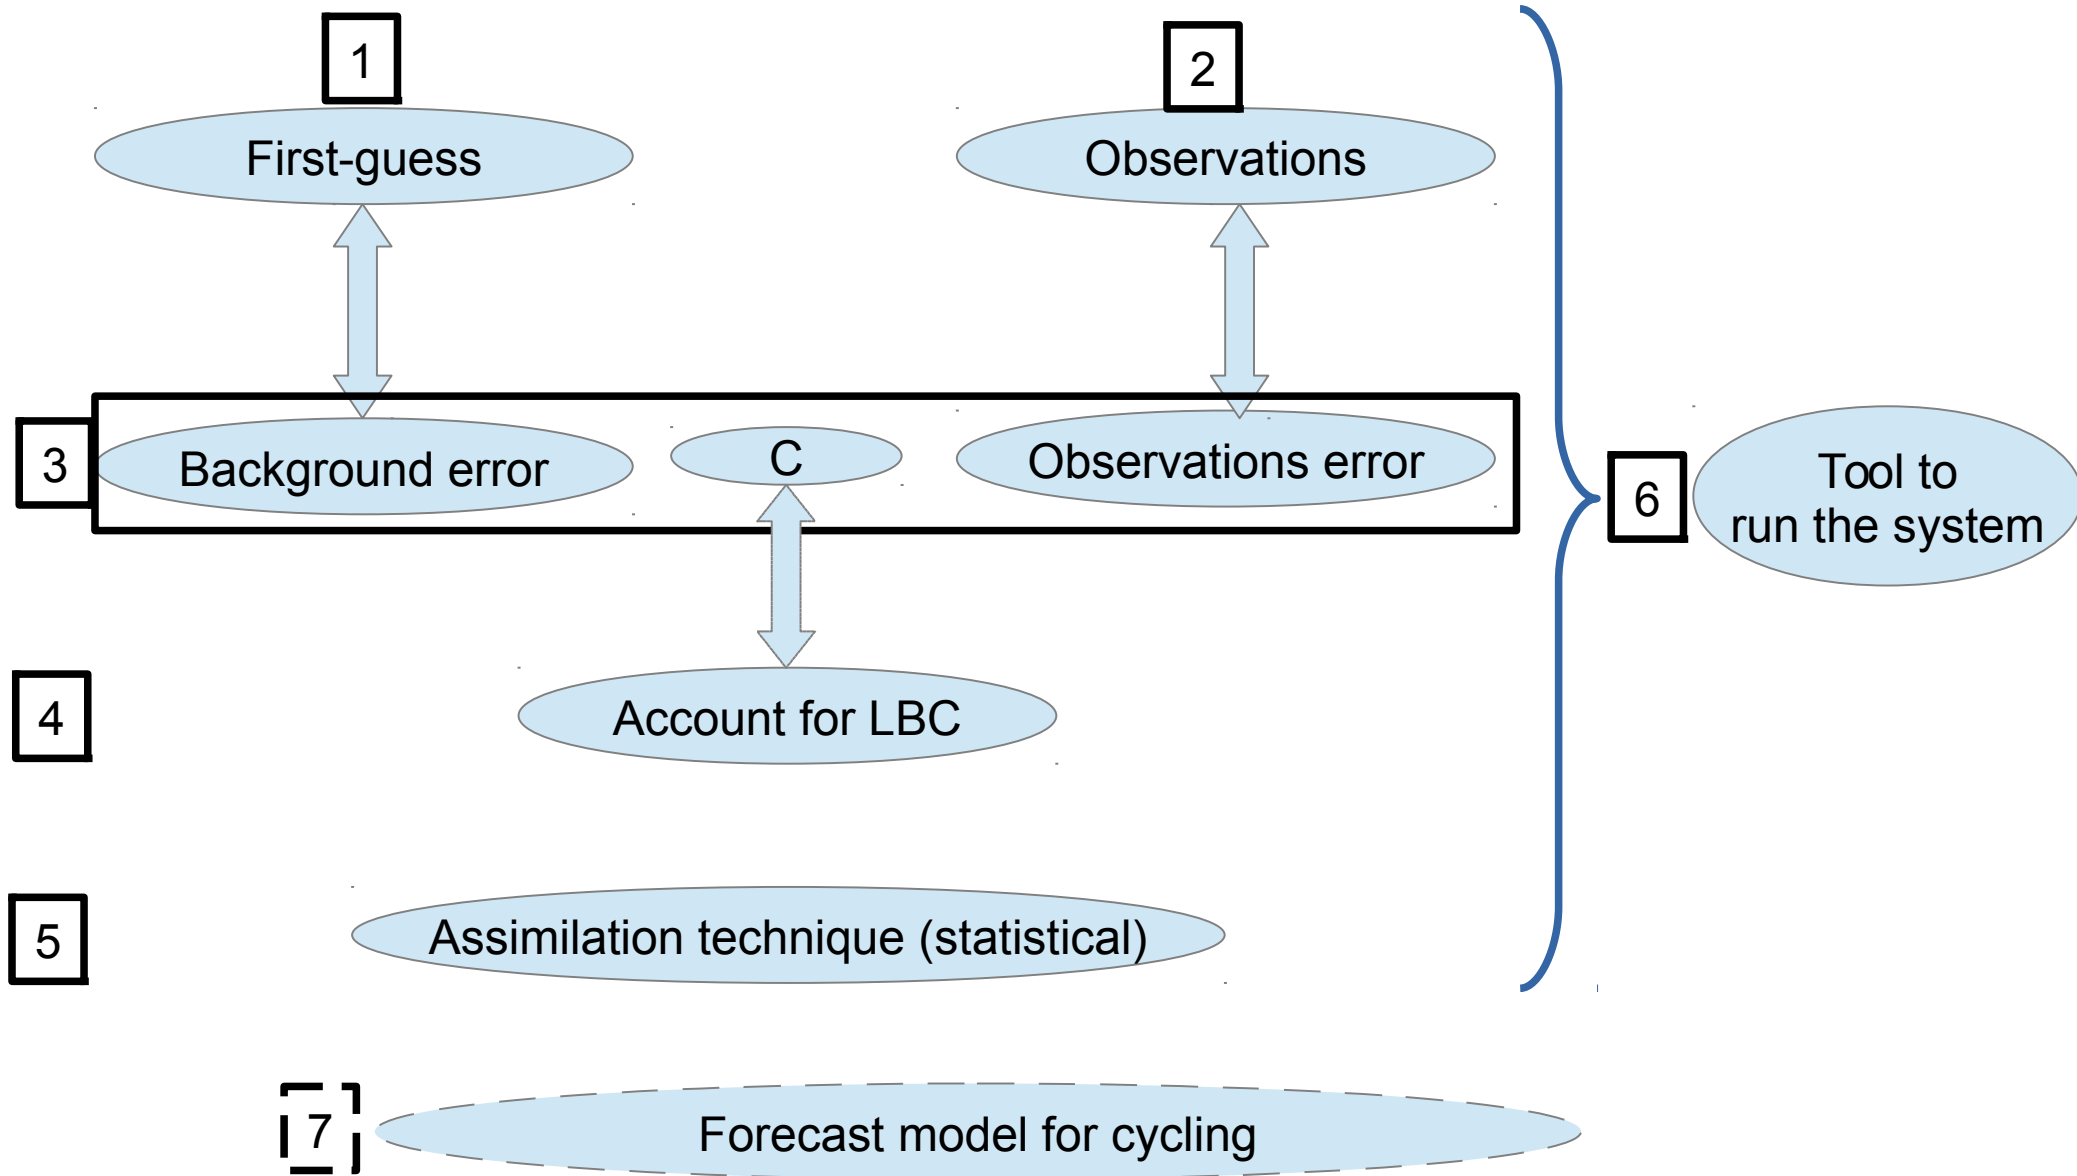 1
2
First-guess
Observations
3
Background error
C
Observations error
6
Tool to
run the system
4
Account for LBC
5
Assimilation technique (statistical)
7
Forecast model for cycling